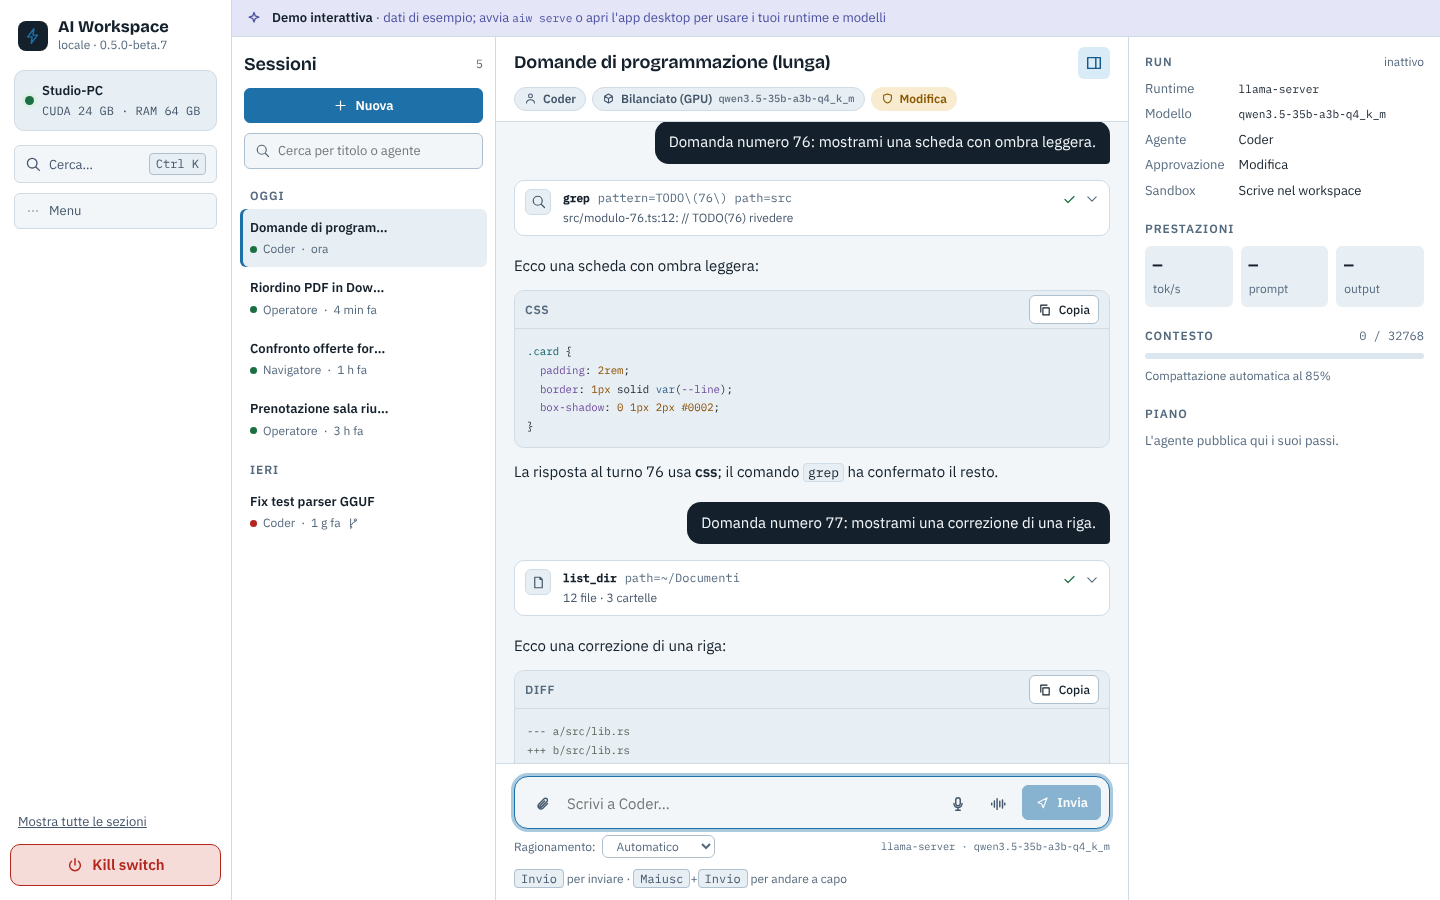 AI Workspace
locale · 0.5.0-beta.7
Studio-PC
CUDA 24 GB · RAM 64 GB
Cerca...
Ctrl K
Menu
Mostra tutte le sezioni
Kill switch
Demo interattiva · dati di esempio; avvia aiw serve o apri l'app desktop per usare i tuoi runtime e modelli
Sessioni
5
Nuova
Cerca per titolo o agente
OGGI
Domande di program...
Coder · ora
Riordino PDF in Dow...
Operatore · 4 min fa
Confronto offerte for...
Navigatore · 1 h fa
Prenotazione sala riu...
Operatore · 3 h fa
IERI
Fix test parser GGUF
Coder · 1 g fa
Domande di programmazione (lunga)
Coder
Bilanciato (GPU) qwen3.5-35b-a3b-q4_k_m
Modifica
Domanda numero 76: mostrami una scheda con ombra leggera.
grep pattern=TODO\(76\) path=src
src/modulo-76.ts:12: // TODO(76) rivedere
Ecco una scheda con ombra leggera:
CSS
Copia
.card {
  padding: 2rem;
  border: 1px solid var(--line);
  box-shadow: 0 1px 2px #0002;
}
La risposta al turno 76 usa css; il comando grep ha confermato il resto.
Domanda numero 77: mostrami una correzione di una riga.
list_dir path=~/Documenti
12 file · 3 cartelle
Ecco una correzione di una riga:
DIFF
Copia
--- a/src/lib.rs
+++ b/src/lib.rs
Scrivi a Coder...
Invia
Ragionamento: Automatico
llama-server · qwen3.5-35b-a3b-q4_k_m
Invio per inviare · Maiusc+Invio per andare a capo
RUN
inattivo
Runtime llama-server
Modello qwen3.5-35b-a3b-q4_k_m
Agente Coder
Approvazione Modifica
Sandbox Scrive nel workspace
PRESTAZIONI
– – –
tok/s prompt output
CONTESTO 0 / 32768
Compattazione automatica al 85%
PIANO
L'agente pubblica qui i suoi passi.